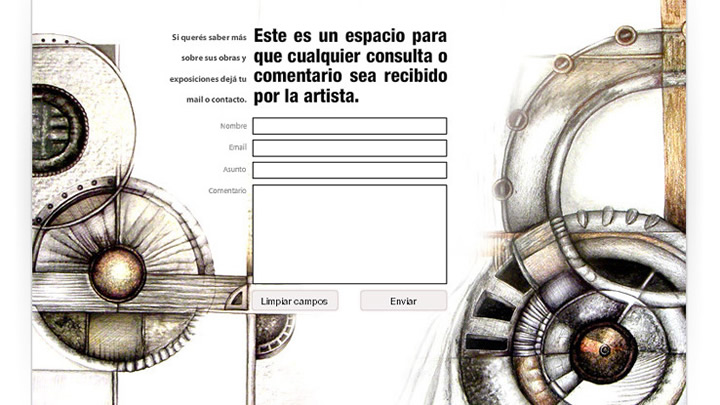 Si querés saber más
sobre sus obras y
exposiciones dejá tu
mail o contacto.
Este es un espacio para
que cualquier consulta o
comentario sea recibido
por la artista.
Nombre
Email
Asunto
Comentario
Limpiar campos
Enviar